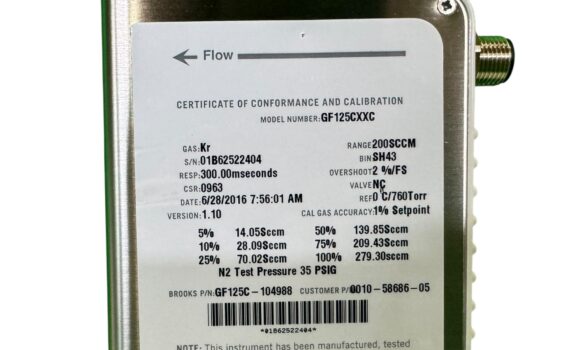 Flow
CERTIFICATE OF CONFORMANCE AND CALIBRATION
MODEL NUMBER: GF125CXXC
GAS: Kr RANGE 200SCCM
S/N: 01B62522404 BIN SH43
RESP: 300.00mseconds OVERSHOOT 2 %/FS
CSR: 0963 VALVE NC
DATE: 6/28/2016 7:56:01 AM REF 0 C/760Torr
VERSION: 1.10 CAL GAS ACCURACY: 1% Setpoint
5% 14.05Sccm 50% 139.85Sccm
10% 28.09Sccm 75% 209.43Sccm
25% 70.02Sccm 100% 279.30sccm
N2 Test Pressure 35 PSIG
BROOKS P/N: GF125C-104988 CUSTOMER P/N 0010-58686-05
*01B62522404*
NOTE: This instrument has been manufactured, tested